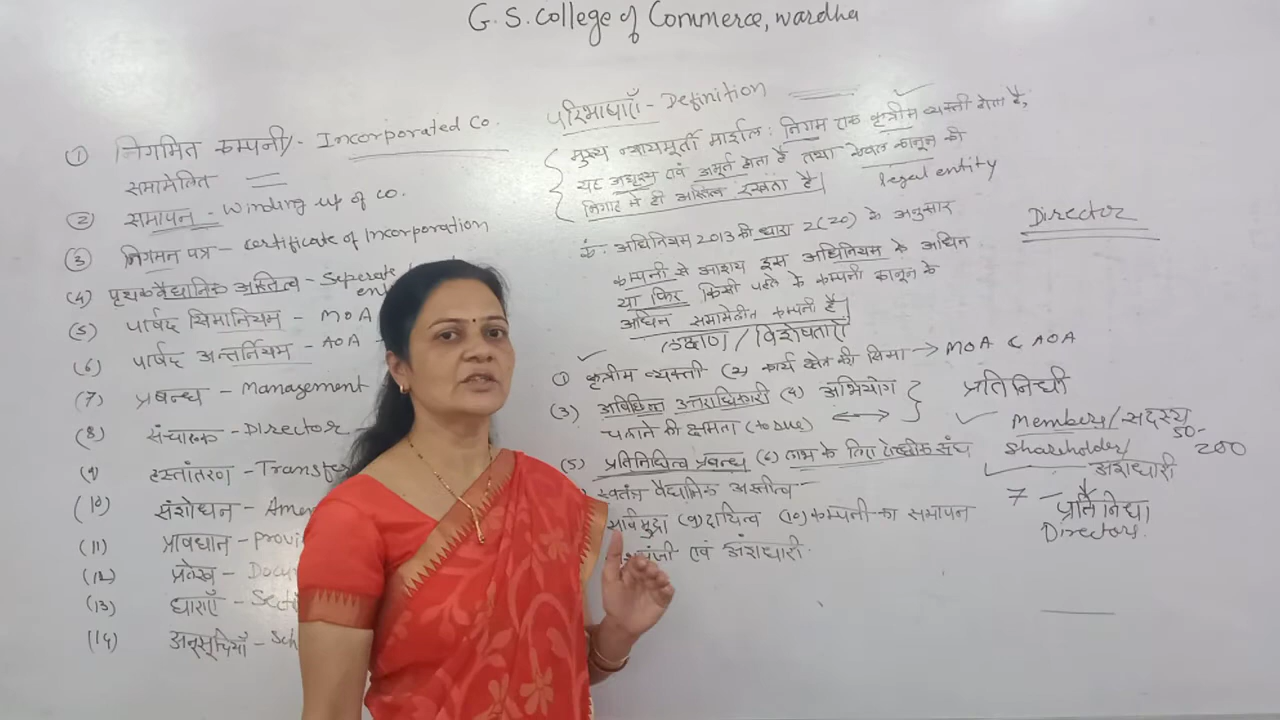 G. S. College of Commerce, wardha
① निगमित कम्पनी/- Incorporated Co.
समामेलित
② समापन - Winding up of co.
③ निगमन पत्र - certificate of Incorporation
(4) पृथक वैधानिक अस्तित्व - Seperate
(5) पार्षद सिमानियम - MOA
(6) पार्षद अन्तर्नियम - AOA
(7) प्रबन्ध - Management
(8) संचालक - Director
(9) हस्तांतरण - Transfe
(10) संशोधन - Amen
(11) प्रावधान - Provi
(12) प्रलेख - Docu
(13) धाराएँ - Secti
(14) अनूसूचियाँ - Sch
परिभाषाएँ - Definition
मुख्य न्यायमूर्ती मार्शल : निगम एक कृत्रीम व्यक्ती होता है,
यह अदृश्य एवं अमूर्त होता है तथा केवल कानून की
निगाह में ही अस्तित्व रखता है|
legal entity
कं. अधिनियम 2013 की धारा 2(20) के अनुसार
कम्पनी से आशय इस अधिनियम के अधिन
या फिर किसी पहले के कम्पनी कानून के
अधिन समामेलीत कम्पनी है|
लक्षण / विशेषताएँ
① कृत्रीम व्यक्ती (2) कार्य क्षेत्र की सिमा → MOA & AOA
(3) अविछिन्न उत्तराधिकारी (4) अभियोग
चलाने की क्षमता (to sue)
(5) प्रतिनिधित्व प्रबन्ध (6) लाभ के लिए ऐच्छीक संघ
स्वतंत्र वैधानिक अस्तीत्व
सार्वमुद्रा (9) दायित्व (10) कम्पनी का समापन
पूंजी एवं अंशधारी
Director
प्रतिनिधी
Members/सदस्य
50-
200
Shareholder/
अंशधारी
7 - प्रतिनिधी
Directors.